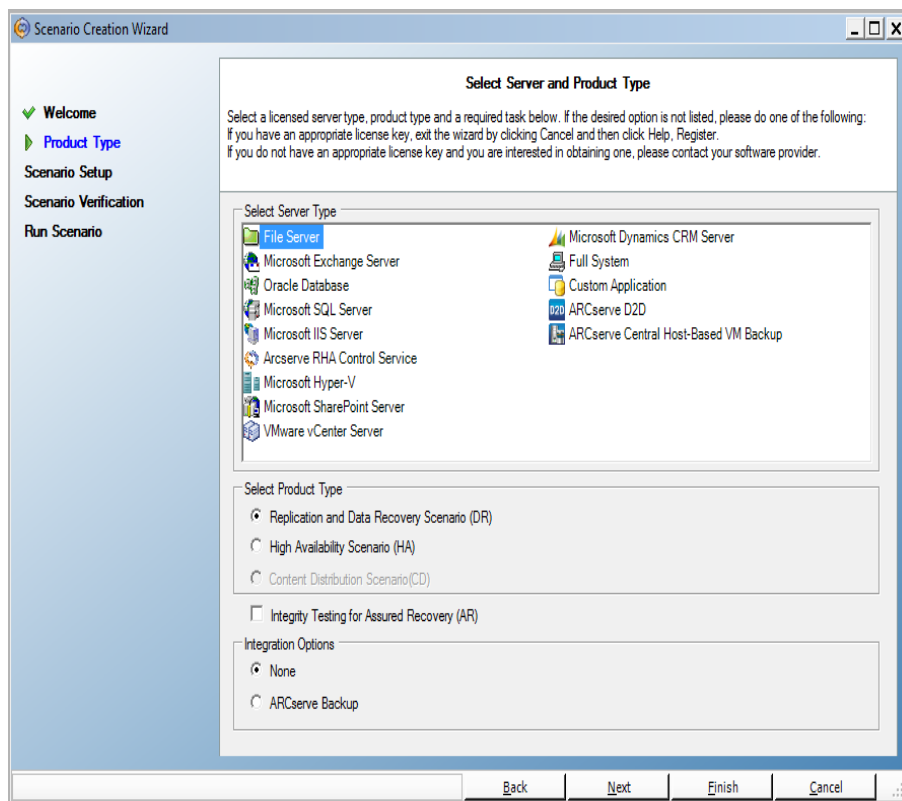 Scenario Creation Wizard
Welcome
Product Type
Scenario Setup
Scenario Verification
Run Scenario
Select Server and Product Type
Select a licensed server type, product type and a required task below. If the desired option is not listed, please do one of the following:
If you have an appropriate license key, exit the wizard by clicking Cancel and then click Help, Register.
If you do not have an appropriate license key and you are interested in obtaining one, please contact your software provider.
Select Server Type
File Server
Microsoft Exchange Server
Oracle Database
Microsoft SQL Server
Microsoft IIS Server
Arcserve RHA Control Service
Microsoft Hyper-V
Microsoft SharePoint Server
VMware vCenter Server
Microsoft Dynamics CRM Server
Full System
Custom Application
D2D ARCserve D2D
ARCserve Central Host-Based VM Backup
Select Product Type
Replication and Data Recovery Scenario (DR)
High Availability Scenario (HA)
Content Distribution Scenario(CD)
Integrity Testing for Assured Recovery (AR)
Integration Options
None
ARCserve Backup
Back
Next
Finish
Cancel